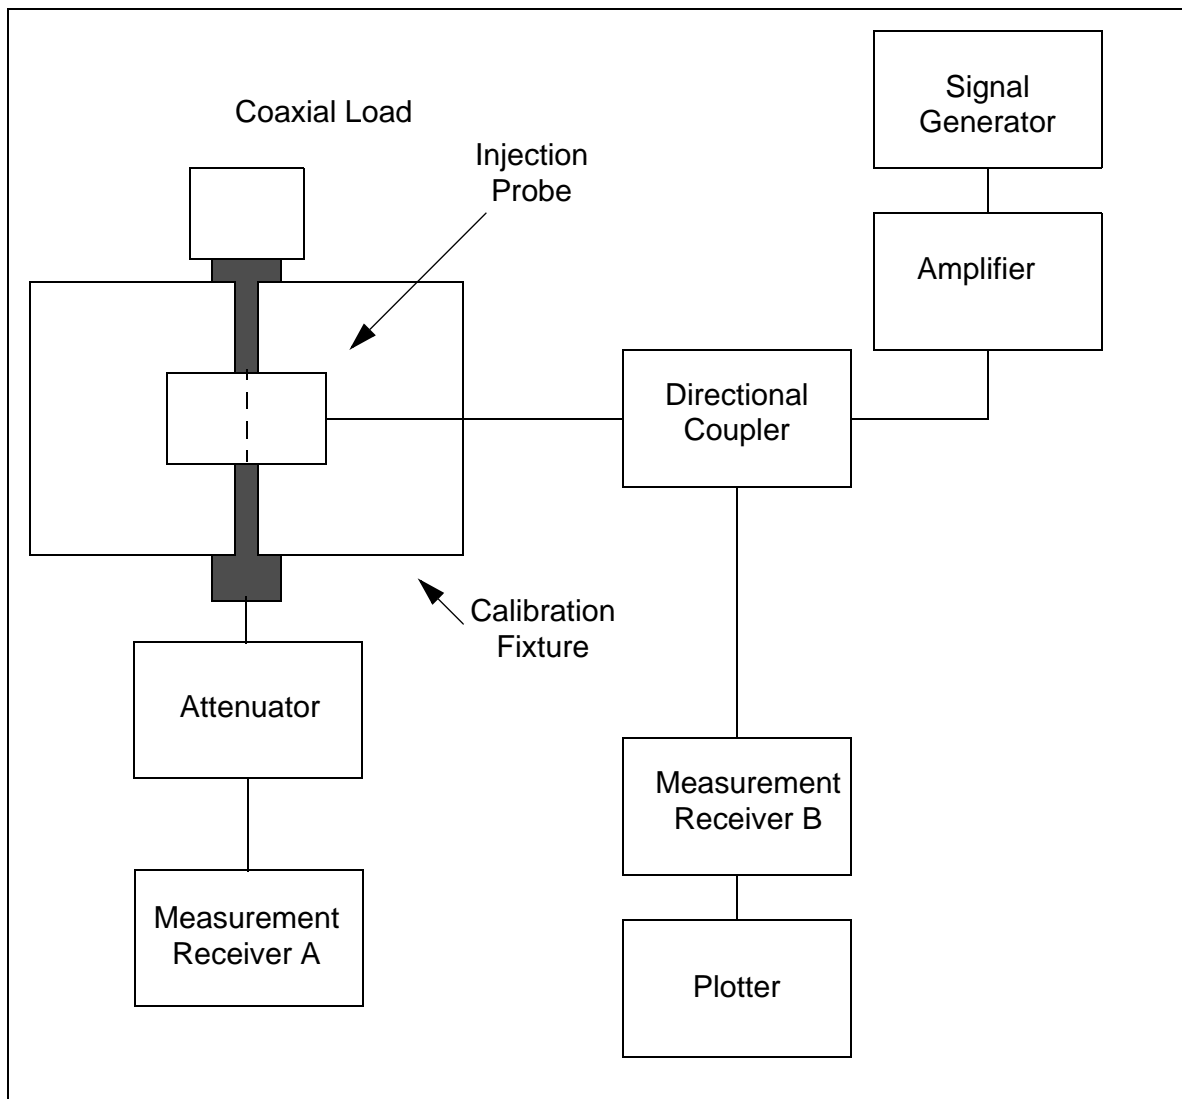 Signal
Generator
Coaxial Load
Injection
Probe
Amplifier
Directional
Coupler
Calibration
Fixture
Attenuator
Measurement
Receiver B
Measurement
Receiver A
Plotter